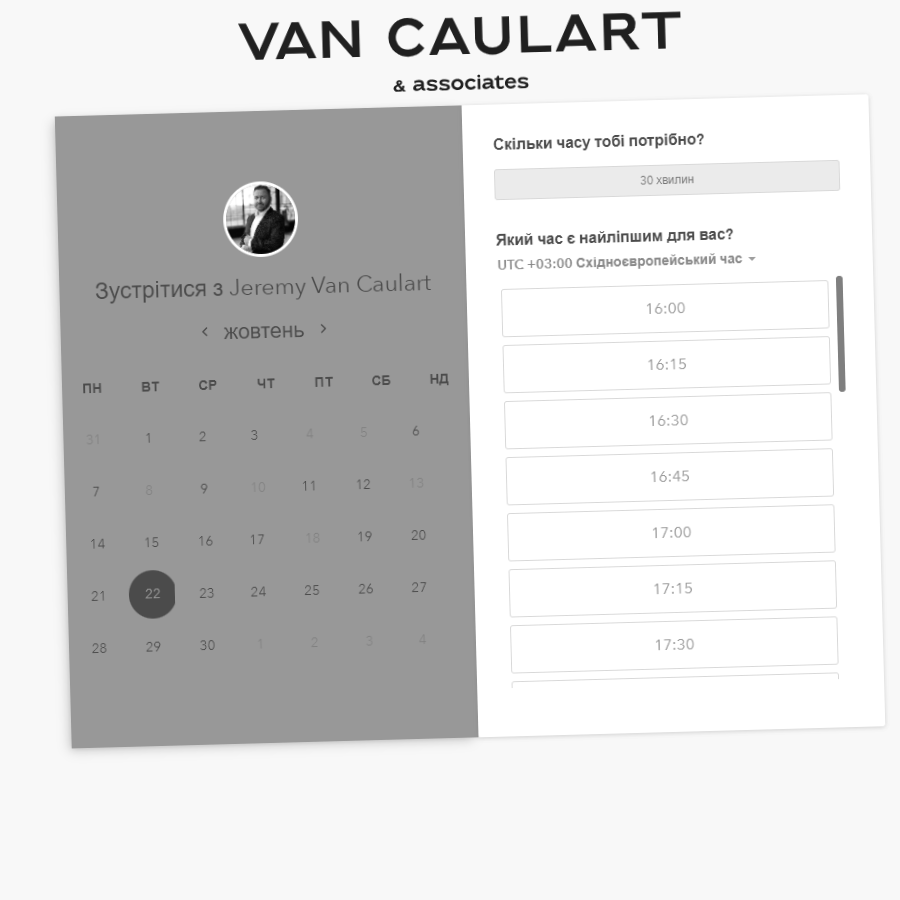 VAN CAULART
& associates
Зустрітися з Jeremy Van Caulart
жовтень
ПН ВТ СР ЧТ ПТ СБ НД
31 1 2 3 4 5 6
7 8 9 10 11 12 13
14 15 16 17 18 19 20
21 22 23 24 25 26 27
28 29 30 1 2 3 4
Скільки часу тобі потрібно?
30 хвилин
Який час є найліпшим для вас?
UTC +03:00 Східноєвропейський час
16:00
16:15
16:30
16:45
17:00
17:15
17:30